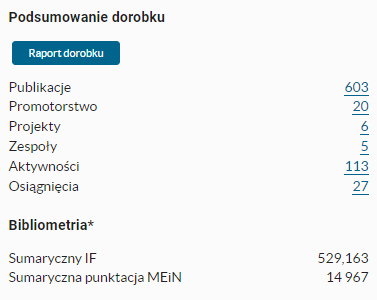 Podsumowanie dorobku
Raport dorobku
Publikacje 603
Promotorstwo 20
Projekty 6
Zespoły 5
Aktywności 113
Osiągnięcia 27
Bibliometria*
Sumaryczny IF 529,163
Sumaryczna punktacja MEiN 14 967